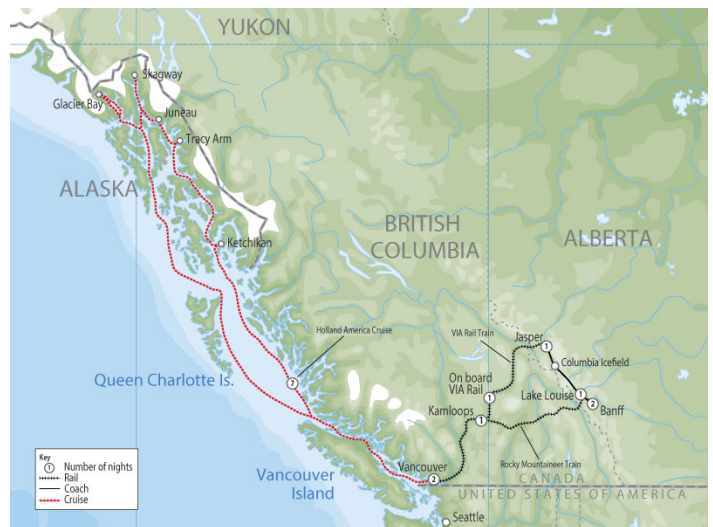 YUKON
Skagway
Glacier Bay
Juneau
Tracy Arm
ALASKA
Ketchikan
BRITISH
COLUMBIA
ALBERTA
Holland America Cruise
VIA Rail Train
Jasper
1
Columbia Icefield
Queen Charlotte Is.
7
On board
VIA Rail
1
Lake Louise
1
2
Banff
Kamloops
1
Rocky Mountaineer Train
Vancouver
2
Vancouver
Island
CANADA
UNITED STATES OF AMERICA
Seattle
Key
1 Number of nights
Rail
Coach
Cruise